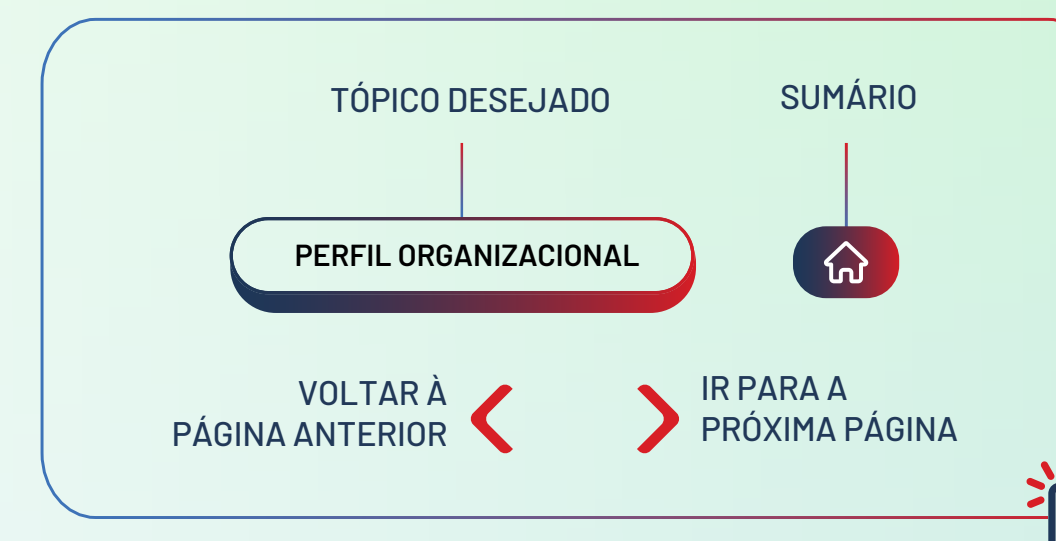 TÓPICO DESEJADO
SUMÁRIO
PERFIL ORGANIZACIONAL
VOLTAR À
PÁGINA ANTERIOR
IR PARA A
PRÓXIMA PÁGINA